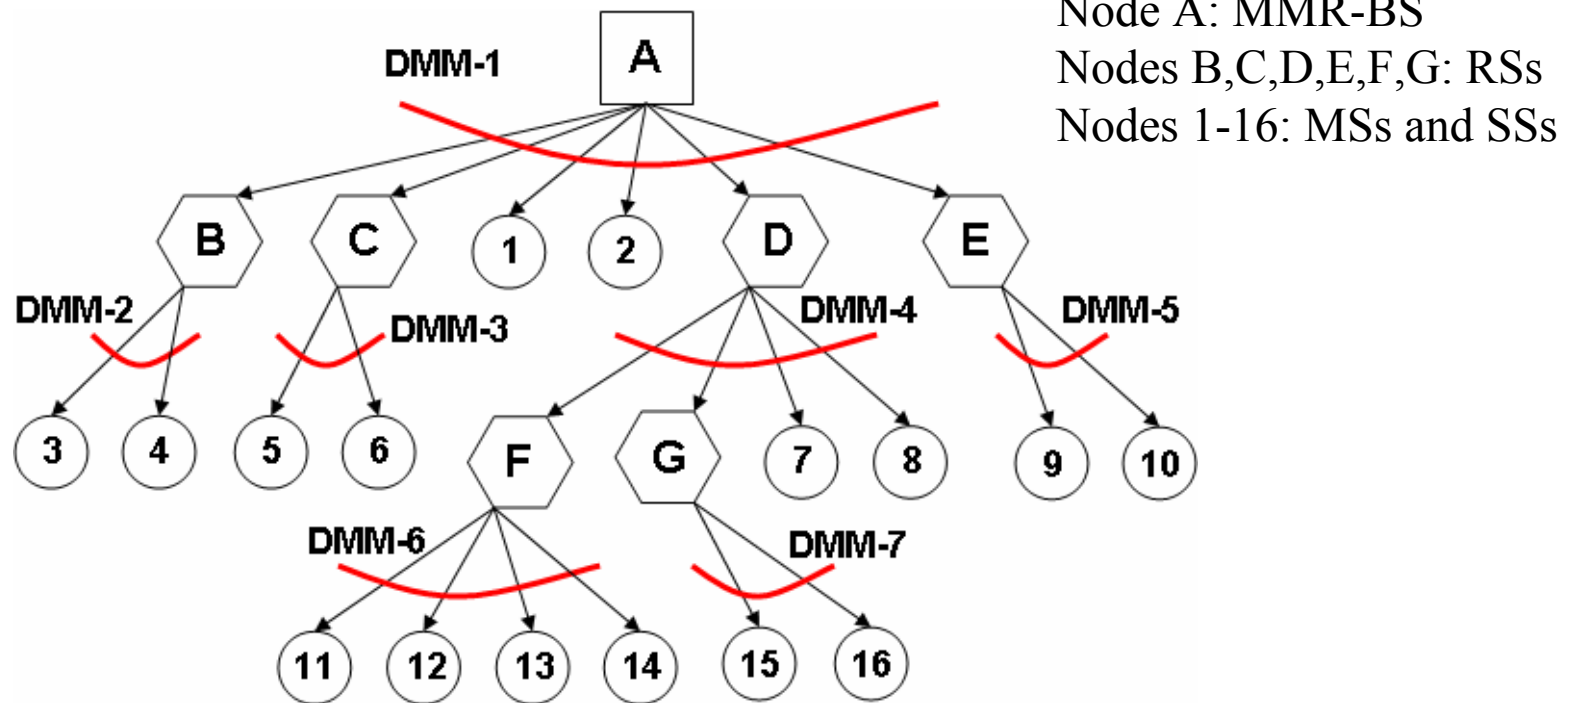 Node A: MMR-BS
Nodes B,C,D,E,F,G: RSs
Nodes 1-16: MSs and SSs
A
DMM-1
B
C
1
2
D
E
DMM-2
DMM-3
DMM-4
DMM-5
3
4
5
6
F
G
7
8
9
10
DMM-6
DMM-7
11
12
13
14
15
16